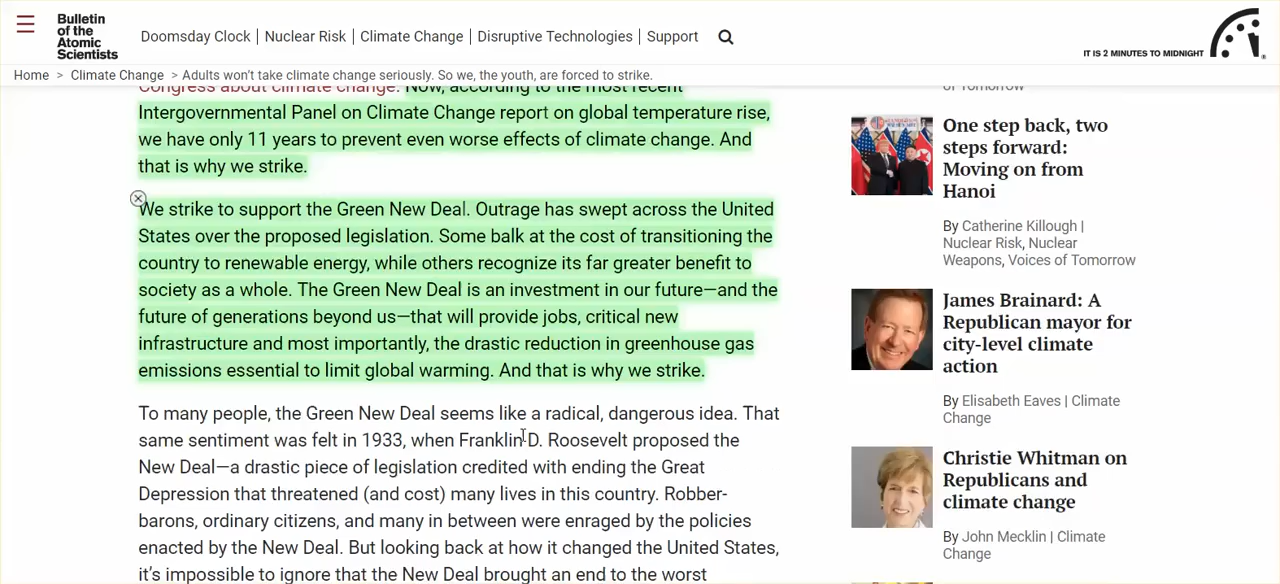 Bulletin
of the
Atomic
Scientists
Doomsday Clock | Nuclear Risk | Climate Change | Disruptive Technologies | Support
IT IS 2 MINUTES TO MIDNIGHT
Home > Climate Change > Adults won't take climate change seriously. So we, the youth, are forced to strike.
Congress about climate change. Now, according to the most recent
Intergovernmental Panel on Climate Change report on global temperature rise,
we have only 11 years to prevent even worse effects of climate change. And
that is why we strike.
We strike to support the Green New Deal. Outrage has swept across the United
States over the proposed legislation. Some balk at the cost of transitioning the
country to renewable energy, while others recognize its far greater benefit to
society as a whole. The Green New Deal is an investment in our future—and the
future of generations beyond us—that will provide jobs, critical new
infrastructure and most importantly, the drastic reduction in greenhouse gas
emissions essential to limit global warming. And that is why we strike.
To many people, the Green New Deal seems like a radical, dangerous idea. That
same sentiment was felt in 1933, when Franklin D. Roosevelt proposed the
New Deal—a drastic piece of legislation credited with ending the Great
Depression that threatened (and cost) many lives in this country. Robber-
barons, ordinary citizens, and many in between were enraged by the policies
enacted by the New Deal. But looking back at how it changed the United States,
it's impossible to ignore that the New Deal brought an end to the worst
of Tomorrow
One step back, two
steps forward:
Moving on from
Hanoi
By Catherine Killough |
Nuclear Risk, Nuclear
Weapons, Voices of Tomorrow
James Brainard: A
Republican mayor for
city-level climate
action
By Elisabeth Eaves | Climate
Change
Christie Whitman on
Republicans and
climate change
By John Mecklin | Climate
Change